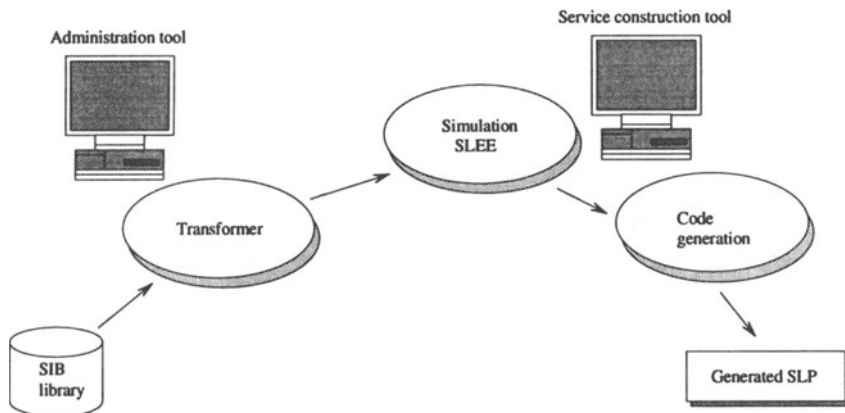 Service construction tool
Administration tool
Simulation
SLEE
Transformer
Code
generation
SIB
library
Generated SLP